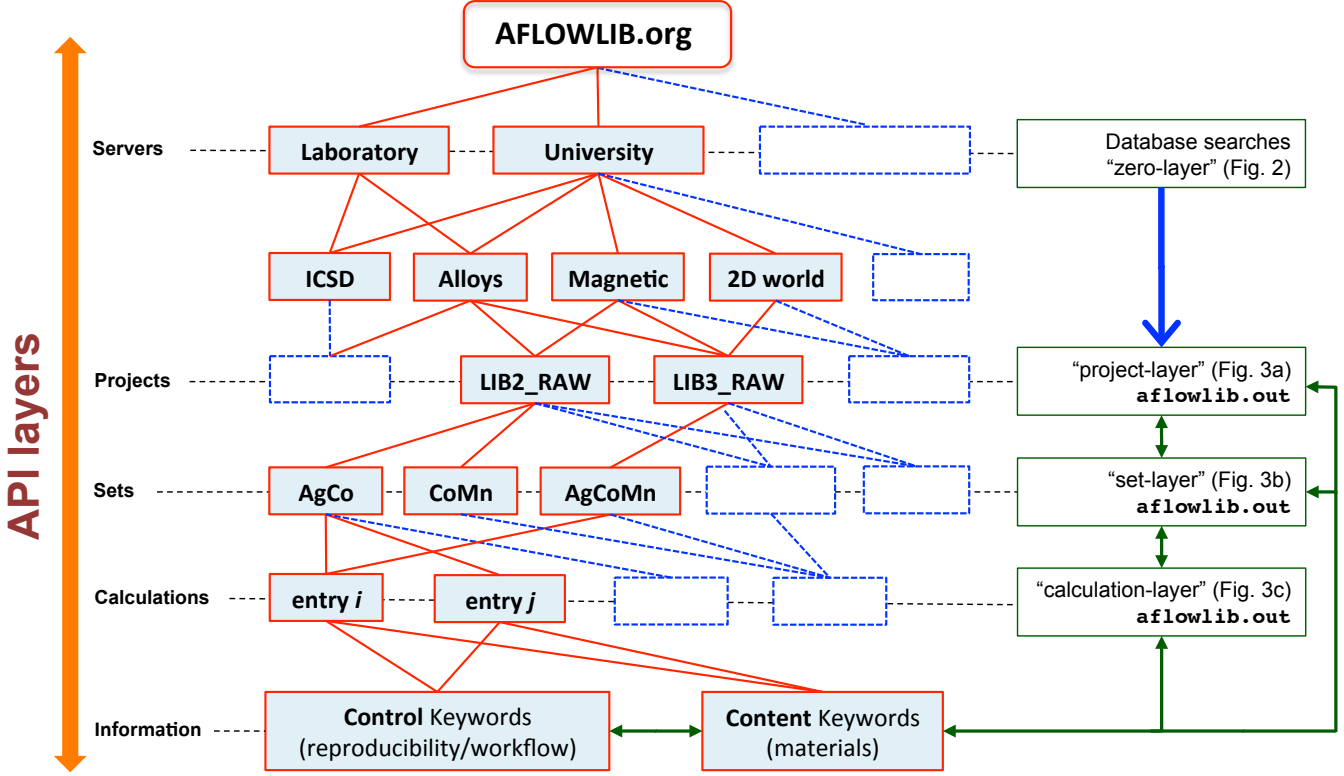 AFLOWLIB.org
API layers
Servers
Laboratory
University
Database searches
“zero-layer” (Fig. 2)
ICSD
Alloys
Magnetic
2D world
Projects
LIB2_RAW
LIB3_RAW
“project-layer” (Fig. 3a)
aflowlib.out
Sets
AgCo
CoMn
AgCoMn
“set-layer” (Fig. 3b)
aflowlib.out
Calculations
entry i
entry j
“calculation-layer” (Fig. 3c)
aflowlib.out
Information
Control Keywords
(reproducibility/workflow)
Content Keywords
(materials)